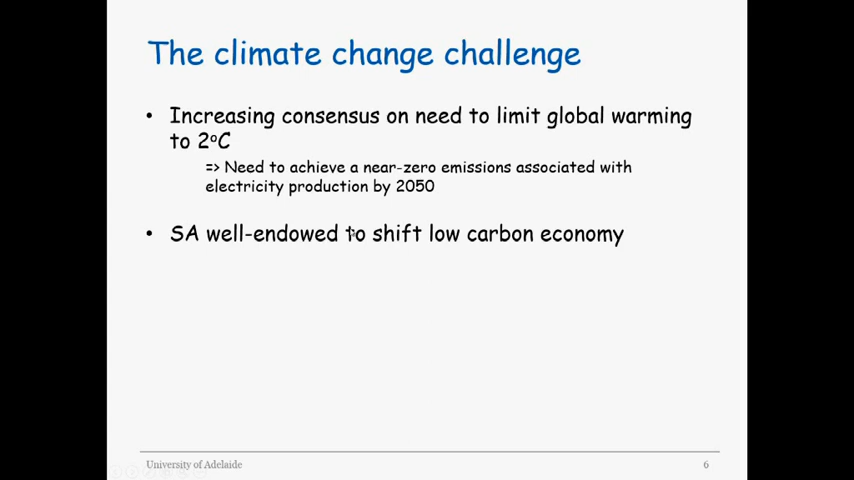 The climate change challenge
• Increasing consensus on need to limit global warming
to 2°C
=> Need to achieve a near-zero emissions associated with
electricity production by 2050
• SA well-endowed to shift low carbon economy
University of Adelaide
6